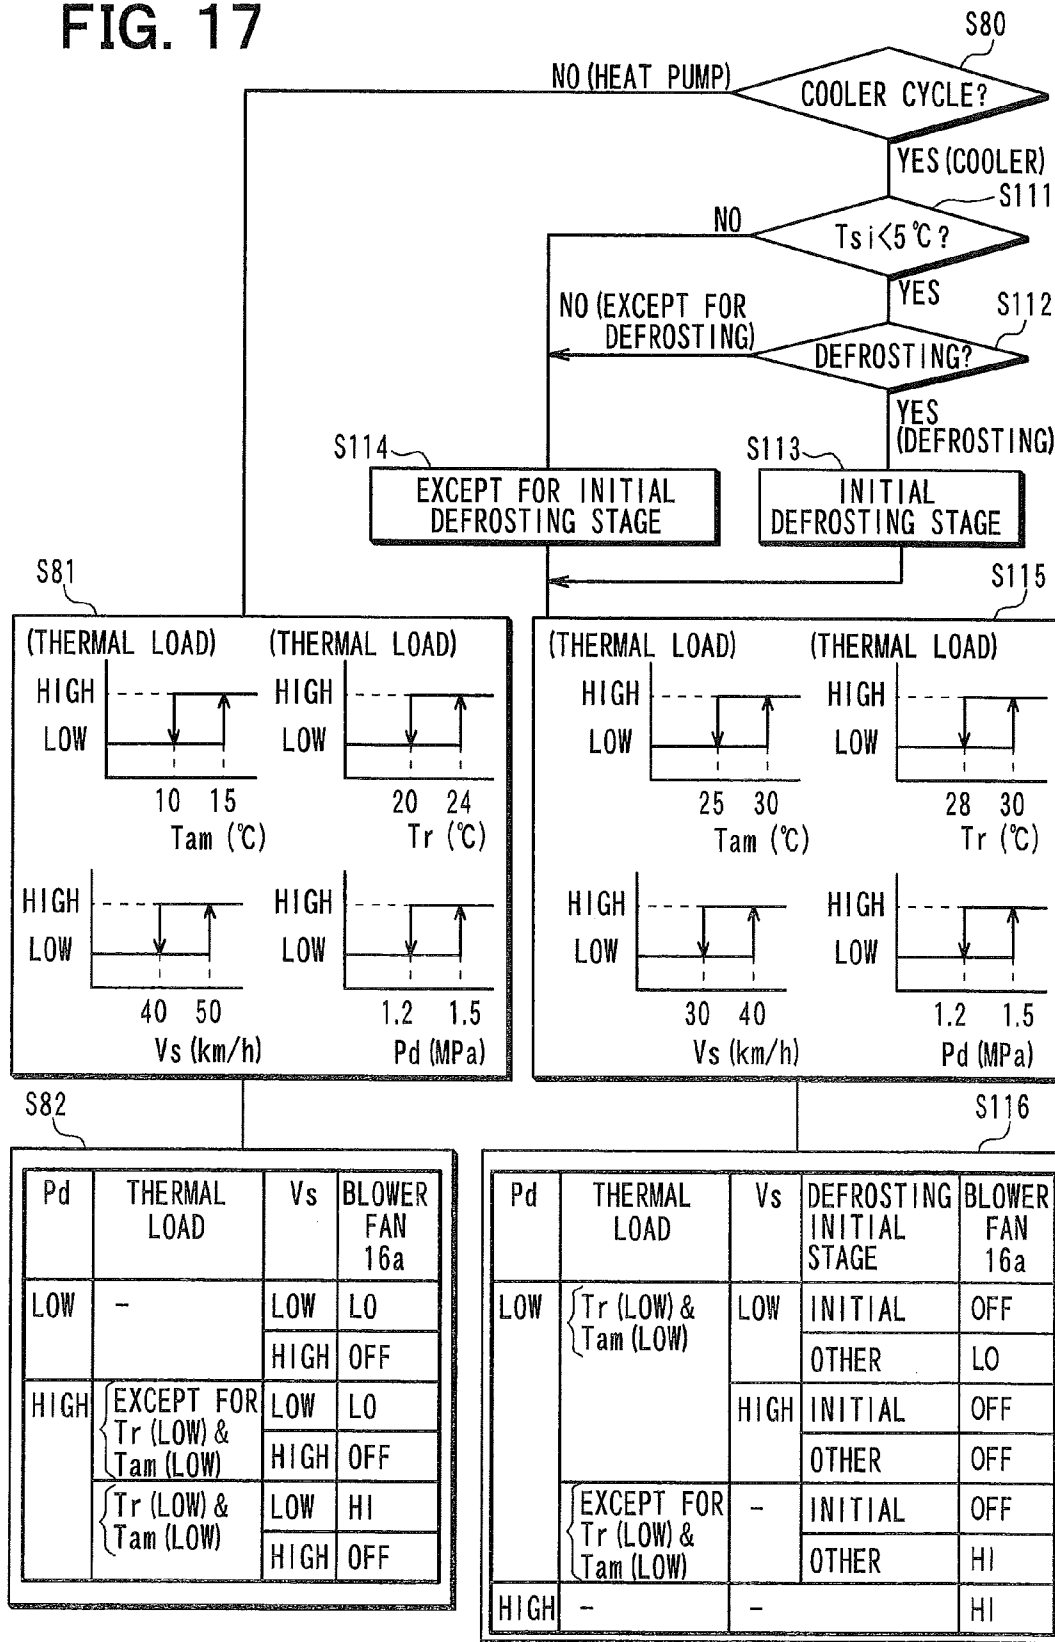 FIG. 17
S80
NO (HEAT PUMP)
COOLER CYCLE?
YES (COOLER)
S111
NO
Tsi<5℃?
YES
S112
NO (EXCEPT FOR
DEFROSTING)
DEFROSTING?
YES
(DEFROSTING)
S114
S113
EXCEPT FOR INITIAL
DEFROSTING STAGE
INITIAL
DEFROSTING STAGE
S81
S115
(THERMAL LOAD) (THERMAL LOAD)
HIGH HIGH
LOW LOW
10 15 20 24
Tam (℃) Tr (℃)
HIGH HIGH
LOW LOW
40 50 1.2 1.5
Vs (km/h) Pd (MPa)
(THERMAL LOAD) (THERMAL LOAD)
HIGH HIGH
LOW LOW
25 30 28 30
Tam (℃) Tr (℃)
HIGH HIGH
LOW LOW
30 40 1.2 1.5
Vs (km/h) Pd (MPa)
S82
Pd THERMAL LOAD Vs BLOWER FAN 16a
LOW - LOW LO
HIGH OFF
HIGH EXCEPT FOR Tr (LOW) & Tam (LOW) LOW LO
HIGH OFF
Tr (LOW) & Tam (LOW) LOW HI
HIGH OFF
S116
Pd THERMAL LOAD Vs DEFROSTING INITIAL STAGE BLOWER FAN 16a
LOW Tr (LOW) & Tam (LOW) LOW INITIAL OFF
OTHER LO
HIGH INITIAL OFF
OTHER OFF
EXCEPT FOR Tr (LOW) & Tam (LOW) - INITIAL OFF
OTHER HI
HIGH - - HI